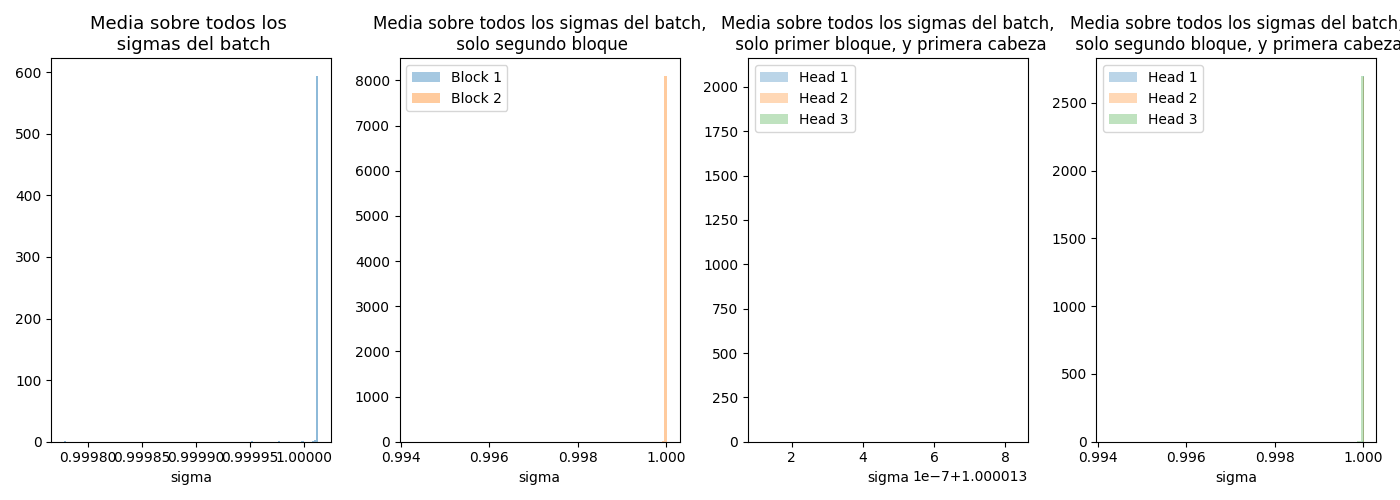 Media sobre todos los
sigmas del batch
600
500
400
300
200
100
0
0.99980 0.99985 0.99990 0.99995 1.00000
sigma
Media sobre todos los sigmas del batch,
solo segundo bloque
Block 1
Block 2
8000
7000
6000
5000
4000
3000
2000
1000
0
0.994 0.996 0.998 1.000
sigma
Media sobre todos los sigmas del batch,
solo primer bloque, y primera cabeza
Head 1
Head 2
Head 3
2000
1750
1500
1250
1000
750
500
250
0
2 4 6 8
sigma 1e−7+1.000013
Media sobre todos los sigmas del batch
solo segundo bloque, y primera cabeza
Head 1
Head 2
Head 3
2500
2000
1500
1000
500
0
0.994 0.996 0.998 1.000
sigma